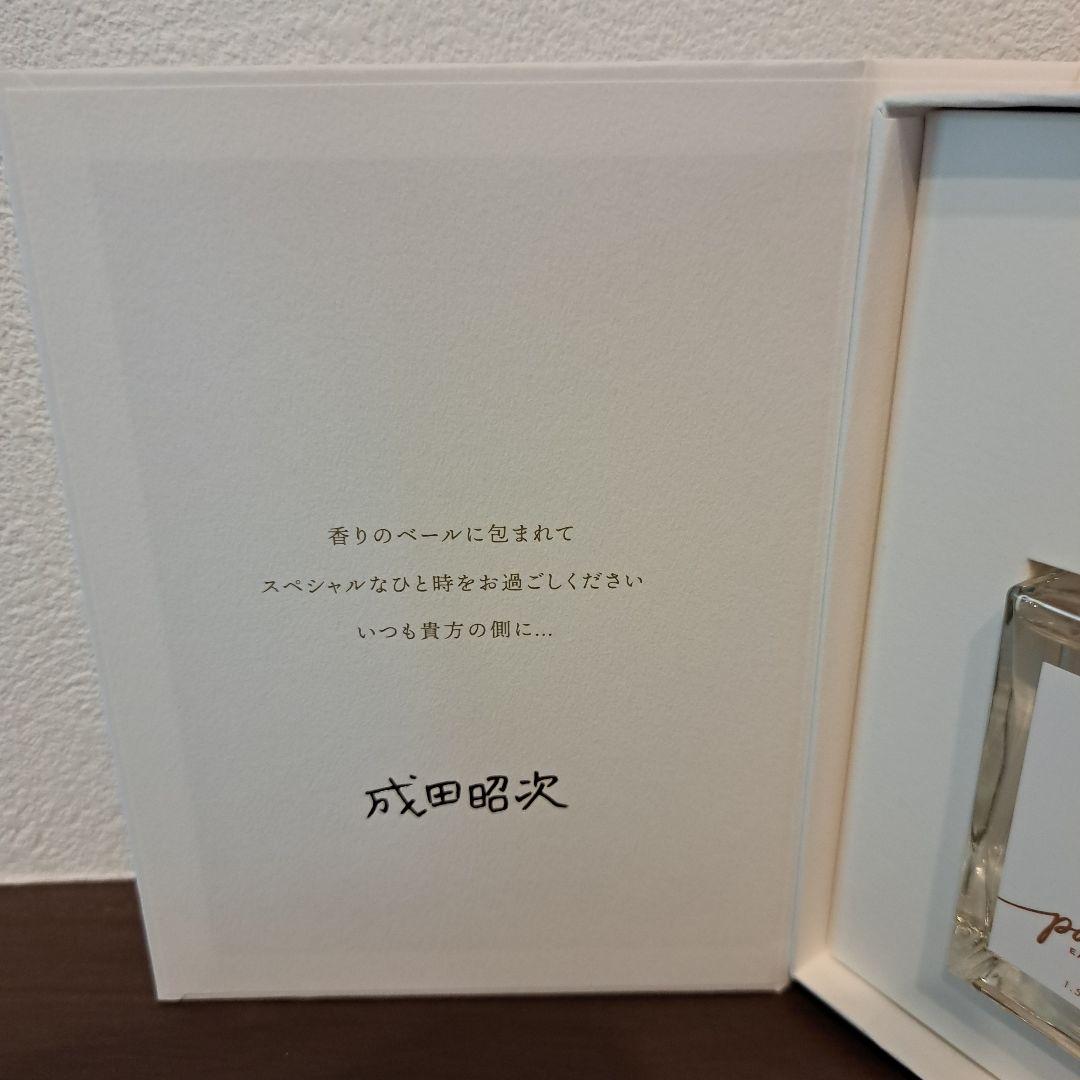 香りのベールに包まれて
スペシャルなひと時をお過ごしください
いつも貴方の側に...
成田昭次